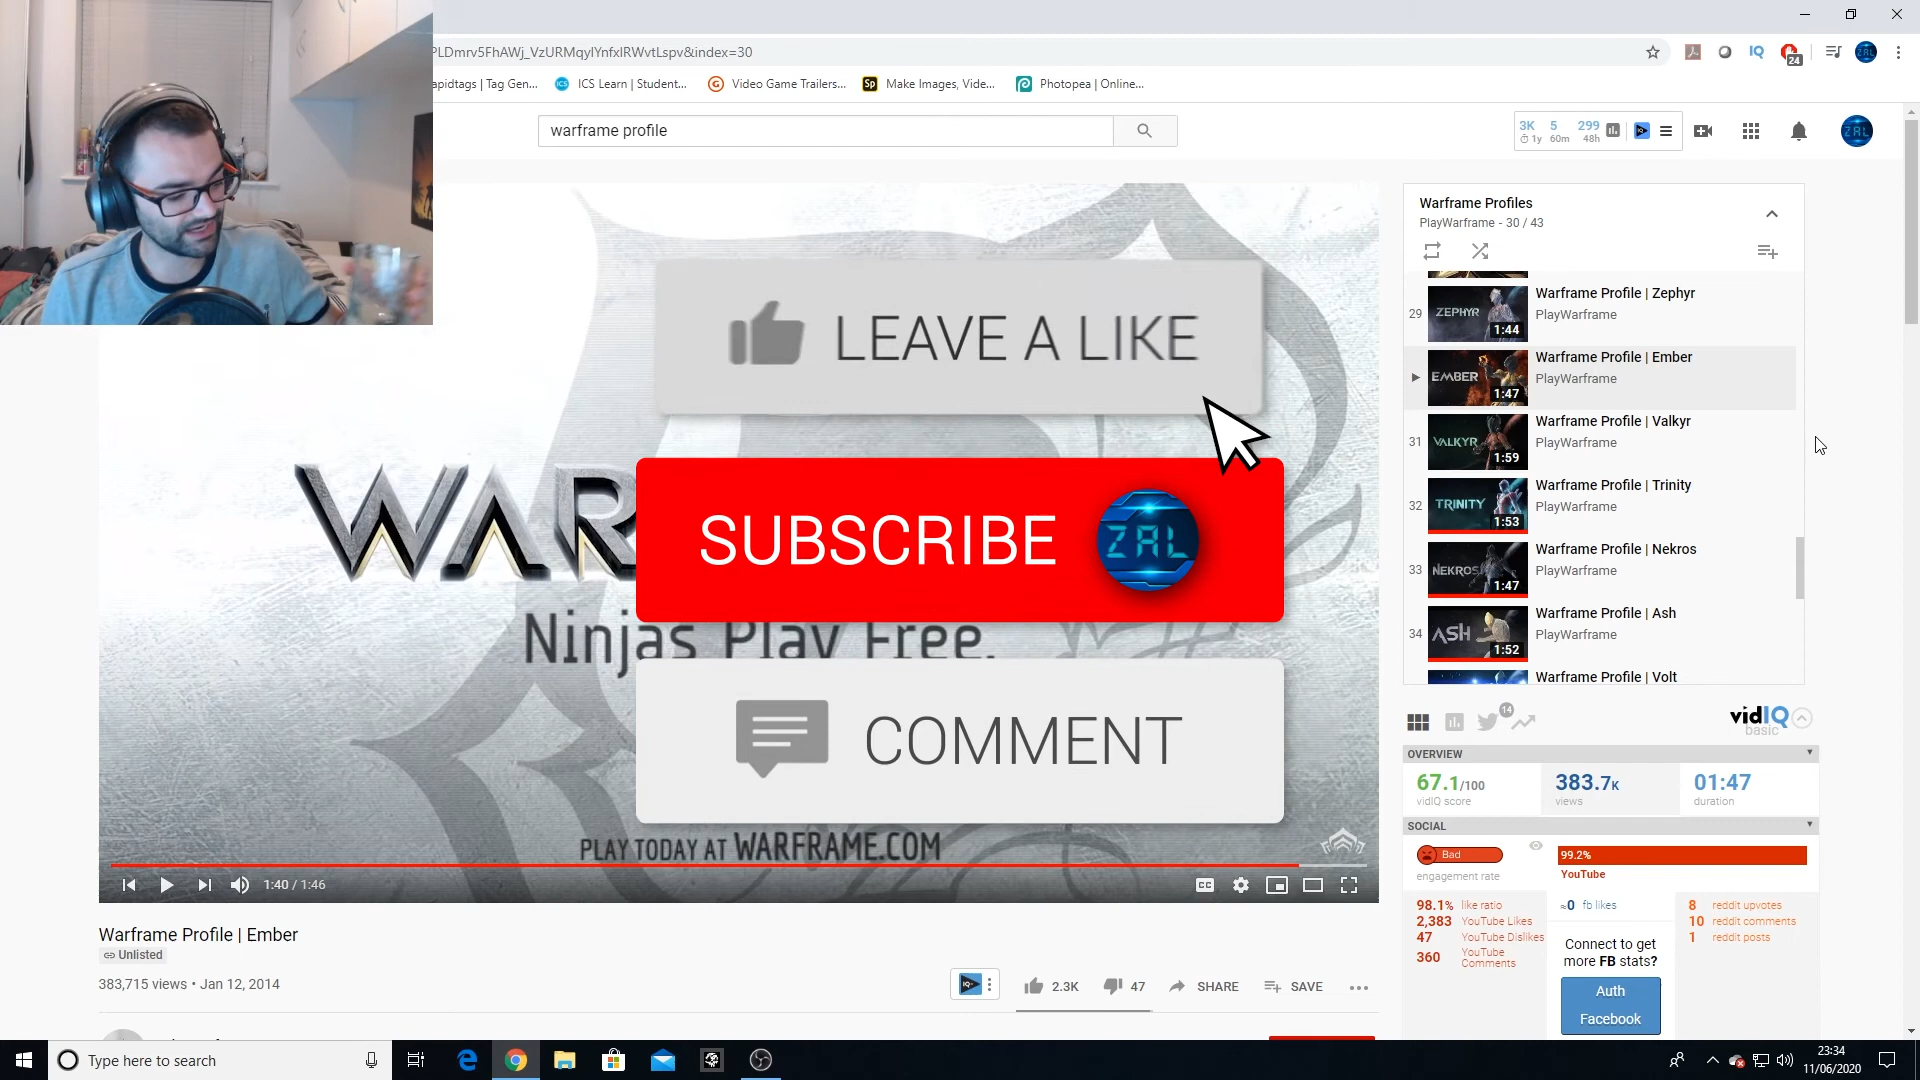 PLDmrv5FhAWj_VzURMqylYnfxlRWvtLspv&index=30
IQ
24
ZAL
apidtags | Tag Gen...
ICS
ICS Learn | Student...
Video Game Trailers...
Sp
Make Images, Vide...
Photopea | Online...
warframe profile
3K 5 299
1y 60m 48h
ZAL
Warframe Profiles
PlayWarframe - 30 / 43
29
ZEPHYR
1:44
Warframe Profile | Zephyr
PlayWarframe
EMBER
1:47
Warframe Profile | Ember
PlayWarframe
31
VALKYR
1:59
Warframe Profile | Valkyr
PlayWarframe
32
TRINITY
1:53
Warframe Profile | Trinity
PlayWarframe
33
NEKROS
1:47
Warframe Profile | Nekros
PlayWarframe
34
ASH
1:52
Warframe Profile | Ash
PlayWarframe
Warframe Profile | Volt
LEAVE A LIKE
WAR
SUBSCRIBE ZAL
Ninjas Play Free.
COMMENT
PLAY TODAY AT WARFRAME.COM
1:40 / 1:46
CC
Warframe Profile | Ember
Unlisted
383,715 views • Jan 12, 2014
2.3K
47
SHARE
SAVE
14
vidIQ
basic
OVERVIEW
67.1/100
vidIQ score
383.7K
views
01:47
duration
SOCIAL
Bad
engagement rate
99.2%
YouTube
98.1% like ratio
2,383 YouTube Likes
47 YouTube Dislikes
360 YouTube Comments
≈0 fb likes
Connect to get
more FB stats?
Auth
Facebook
8 reddit upvotes
10 reddit comments
1 reddit posts
Type here to search
23:34
11/06/2020